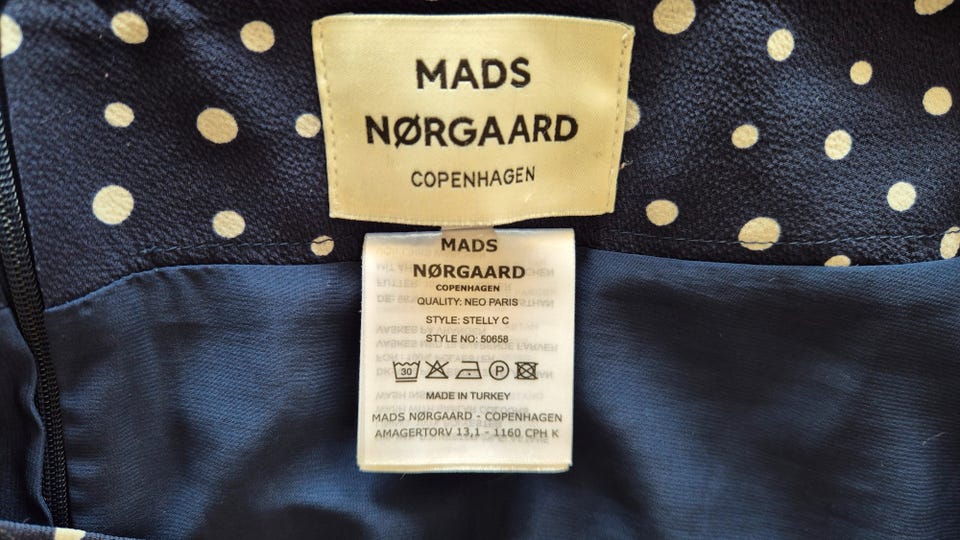 MADS
NØRGAARD
COPENHAGEN
MADS
NØRGAARD
COPENHAGEN
QUALITY: NEO PARIS
STYLE: STELLY C
STYLE NO: 50658
30 P
MADE IN TURKEY
MADS NØRGAARD - COPENHAGEN
AMAGERTORV 13,1 - 1160 CPH K